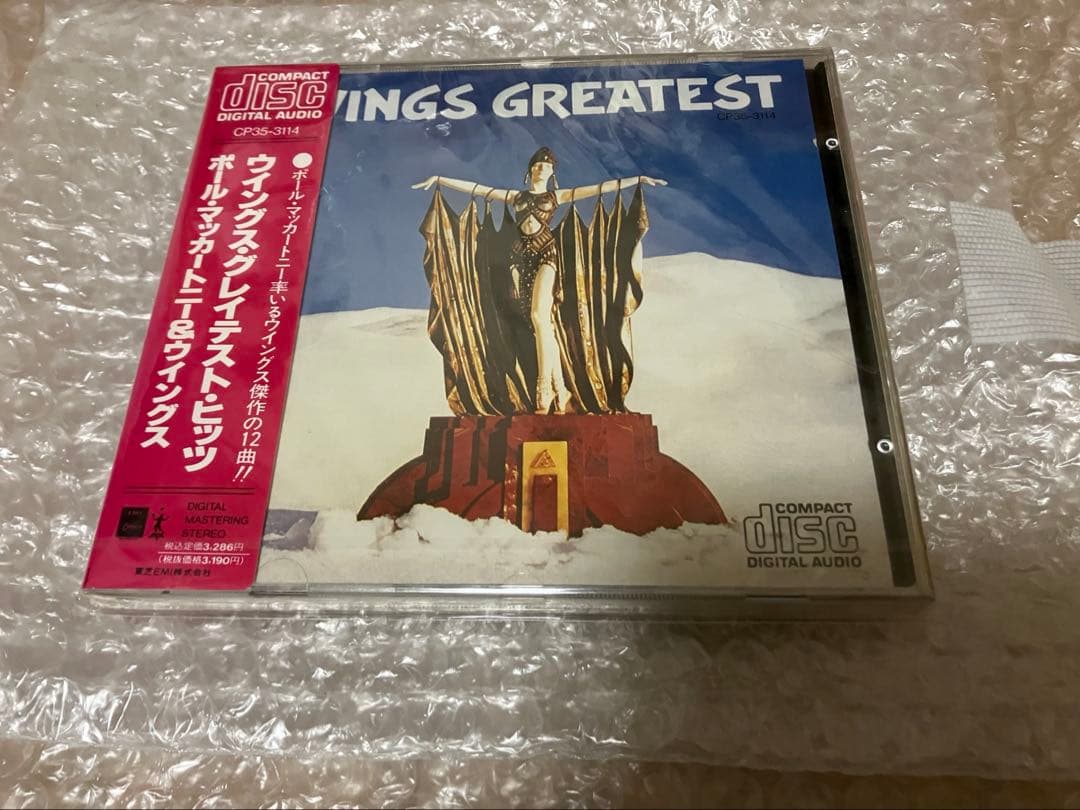 COMPACT
disc
DIGITAL AUDIO
CP35-3114
●ポール・マッカートニー率いるウイングス傑作の12曲!!
ウイングス・グレイテスト・ヒッツ
ポール・マッカートニー&ウイングス
DIGITAL
MASTERING
STEREO
税込定価3,286円
(税抜価格3,190円)
東芝EMI株式会社
WINGS GREATEST
CP35-3114
COMPACT
disc
DIGITAL AUDIO